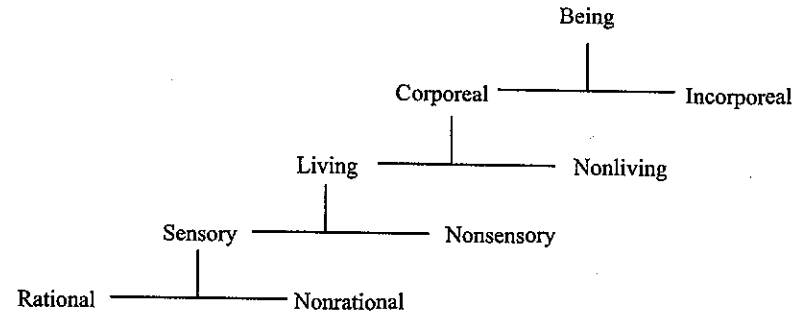 Being
Corporeal Incorporeal
Living Nonliving
Sensory Nonsensory
Rational Nonrational